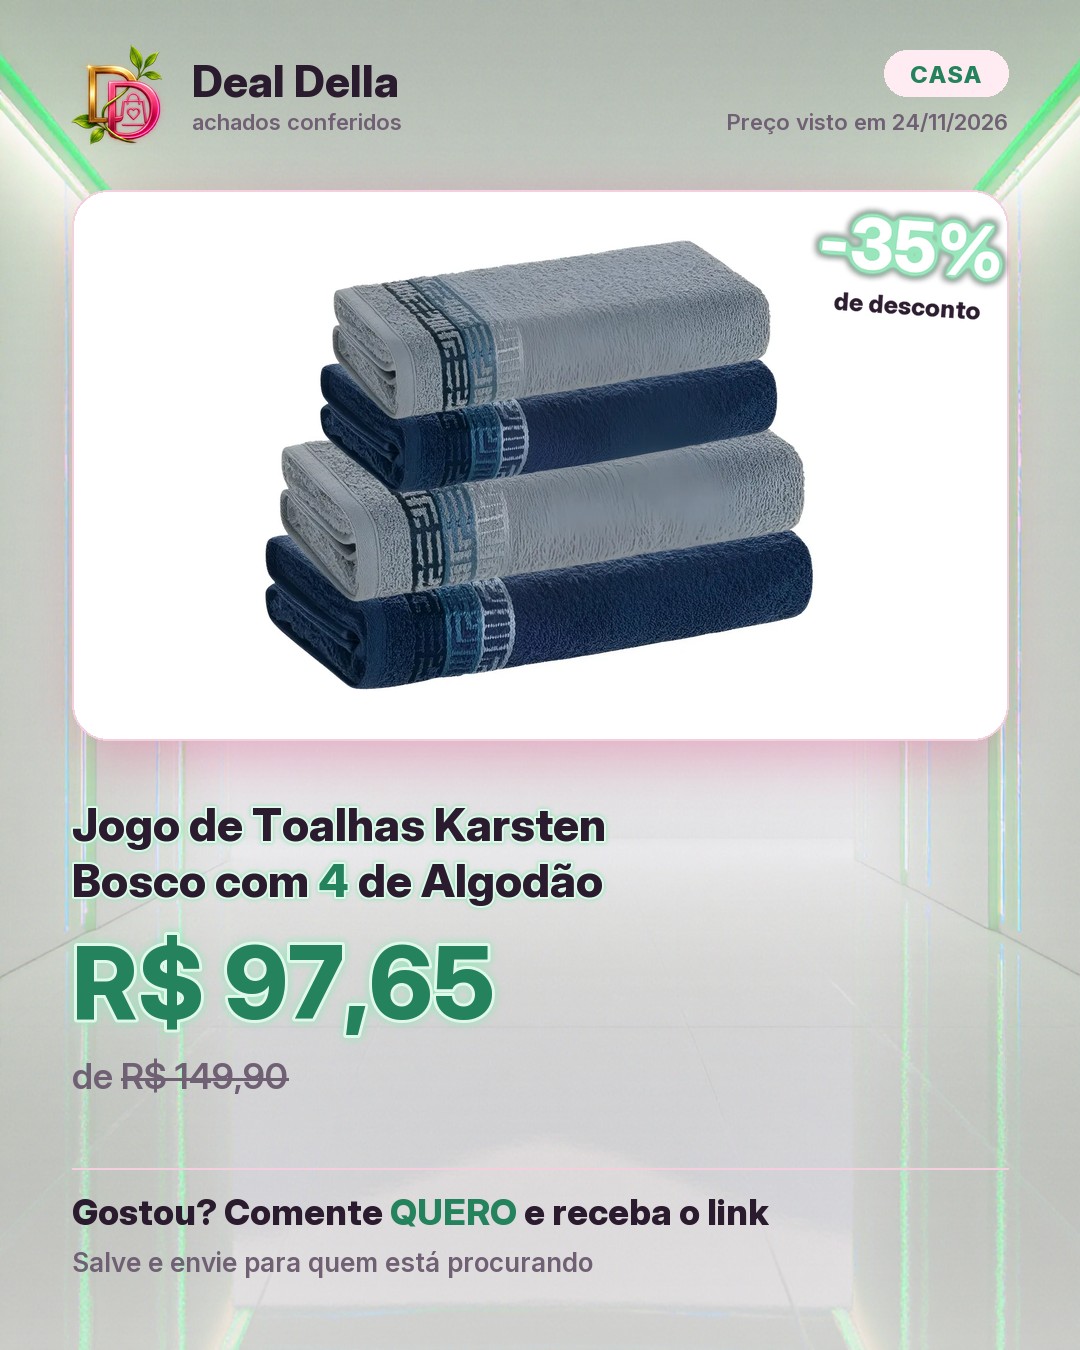 Deal Della
achados conferidos
CASA
Preço visto em 24/11/2026
-35%
de desconto
Jogo de Toalhas Karsten
Bosco com 4 de Algodão
R$ 97,65
de R$ 149,90
Gostou? Comente QUERO e receba o link
Salve e envie para quem está procurando